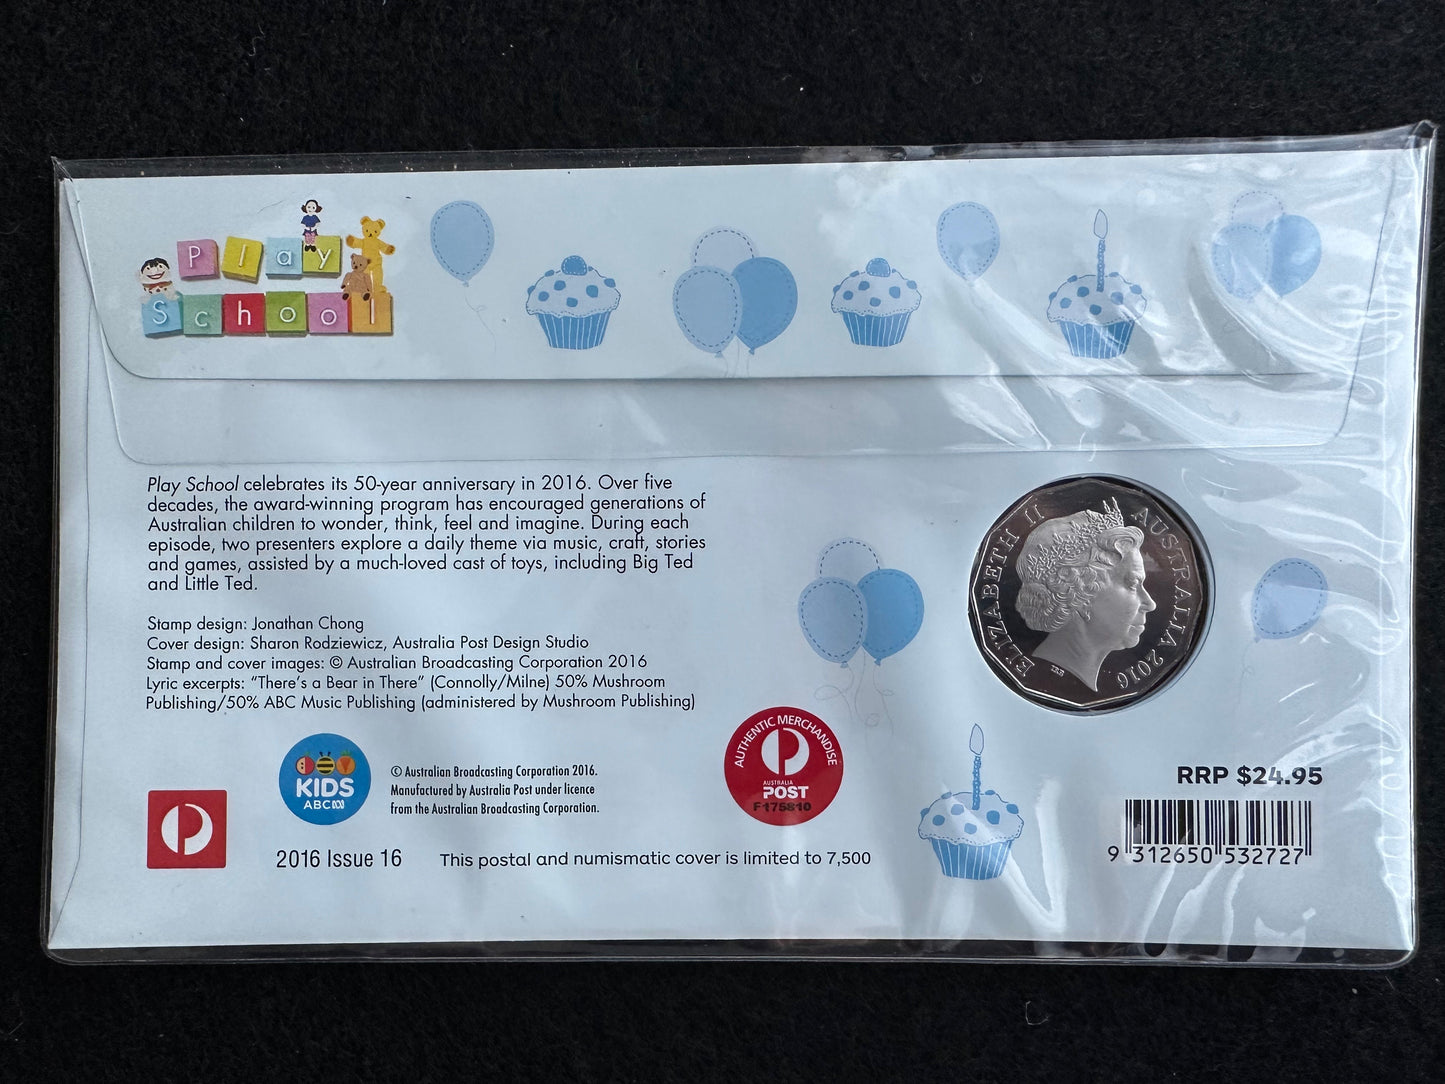 Play
School
Play School celebrates its 50-year anniversary in 2016. Over five
decades, the award-winning program has encouraged generations of
Australian children to wonder, think, feel and imagine. During each
episode, two presenters explore a daily theme via music, craft, stories
and games, assisted by a much-loved cast of toys, including Big Ted
and Little Ted.
Stamp design: Jonathan Chong
Cover design: Sharon Rodziewicz, Australia Post Design Studio
Stamp and cover images: © Australian Broadcasting Corporation 2016
Lyric excerpts: “There’s a Bear in There” (Connolly/Milne) 50% Mushroom
Publishing/50% ABC Music Publishing (administered by Mushroom Publishing)
ELIZABETH II AUSTRALIA 2016
IRB
KIDS
ABC
© Australian Broadcasting Corporation 2016.
Manufactured by Australia Post under licence
from the Australian Broadcasting Corporation.
AUTHENTIC MERCHANDISE
AUSTRALIA
POST
F175810
RRP $24.95
9 312650 532727
2016 Issue 16
This postal and numismatic cover is limited to 7,500